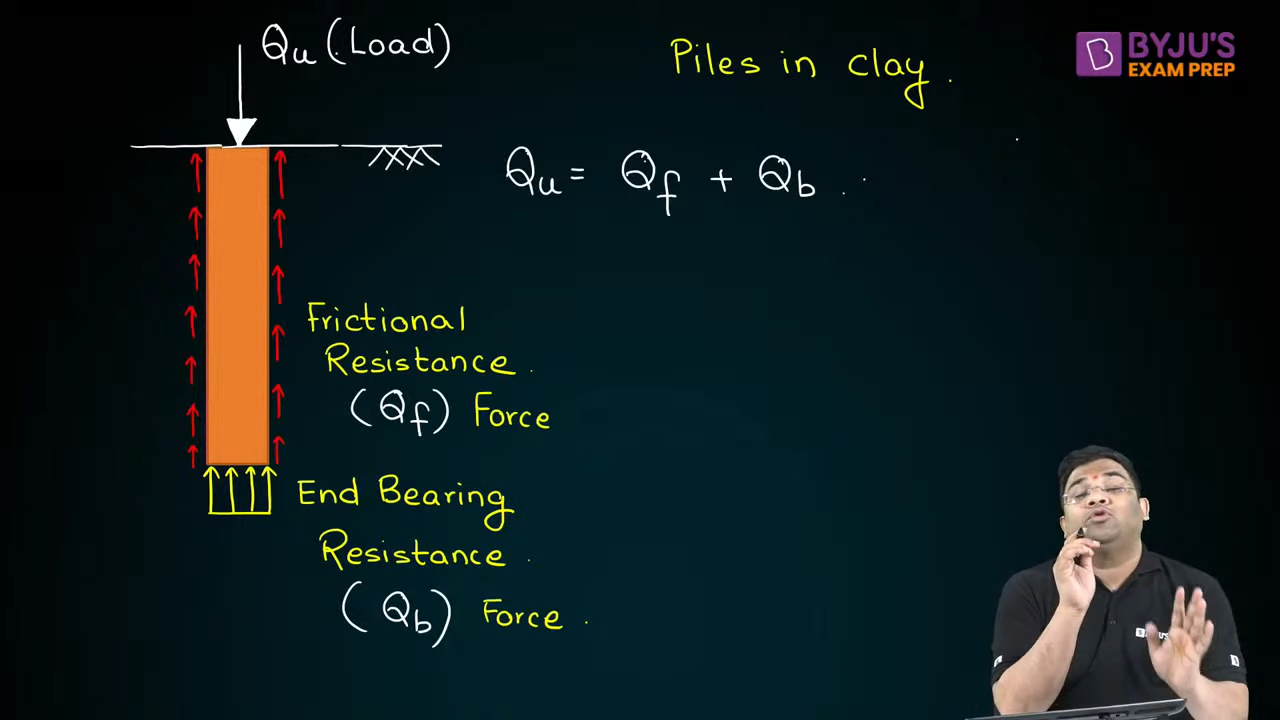 Qu (Load)
Piles in clay.
BYJU'S
EXAM PREP
Qu = Qf + Qb
Frictional
Resistance.
(Qf) Force
End Bearing
Resistance.
(Qb) Force.